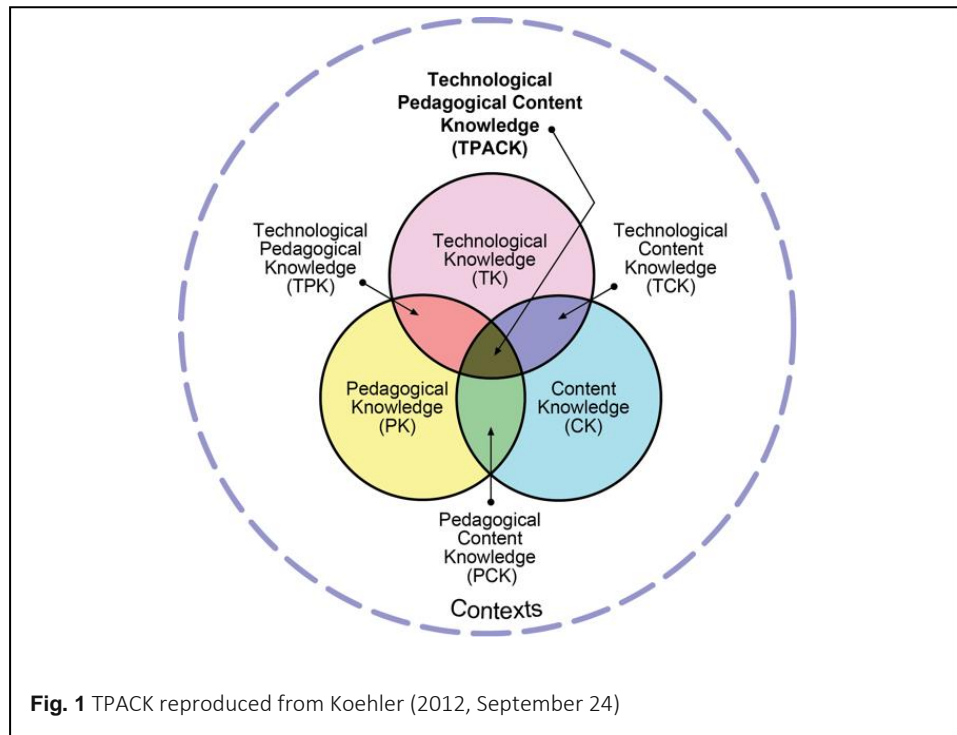 Technological
Pedagogical Content
Knowledge
(TPACK)
Technological
Pedagogical
Knowledge
(TPK)
Technological
Knowledge
(TK)
Technological
Content
Knowledge
(TCK)
Pedagogical
Knowledge
(PK)
Content
Knowledge
(CK)
Pedagogical
Content
Knowledge
(PCK)
Contexts
Fig. 1 TPACK reproduced from Koehler (2012, September 24)